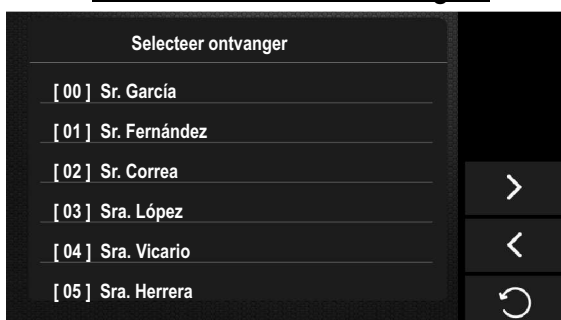 Selecteer ontvanger
[ 00 ] Sr. García
[ 01 ] Sr. Fernández
[ 02 ] Sr. Correa
[ 03 ] Sra. López
[ 04 ] Sra. Vicario
[ 05 ] Sra. Herrera